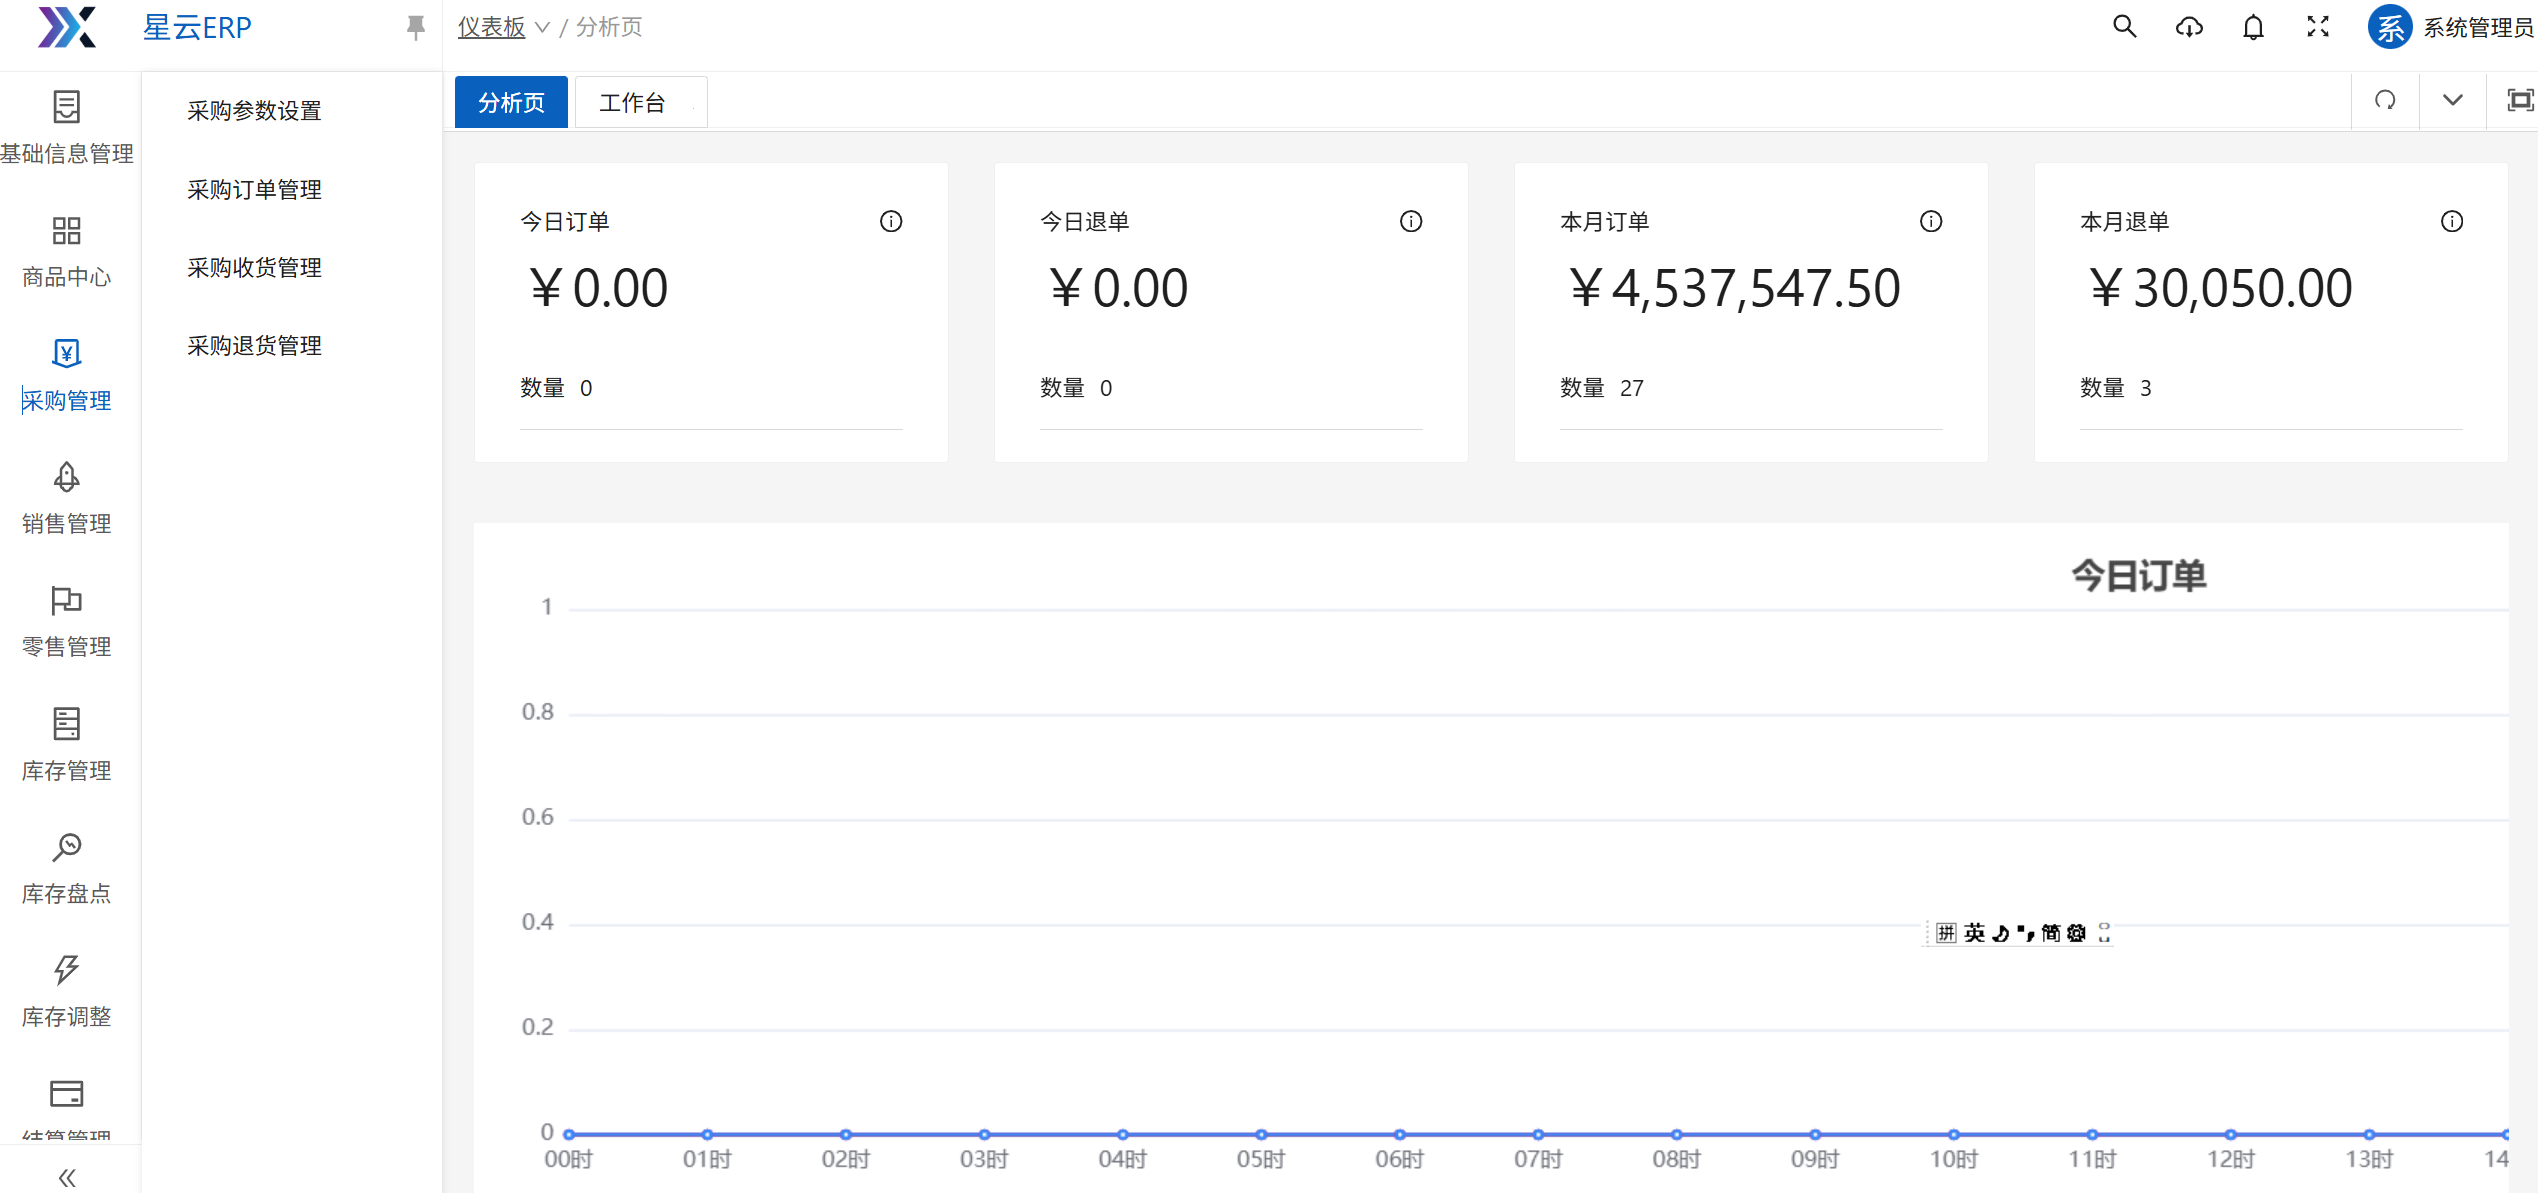 星云ERP
仪表板 / 分析页
系 系统管理员
基础信息管理
商品中心
采购管理
销售管理
零售管理
库存管理
库存盘点
库存调整
结算管理
采购参数设置
采购订单管理
采购收货管理
采购退货管理
分析页
工作台
今日订单
¥0.00
数量 0
今日退单
¥0.00
数量 0
本月订单
¥4,537,547.50
数量 27
本月退单
¥30,050.00
数量 3
今日订单
1
0.8
0.6
0.4
0.2
0
00时 01时 02时 03时 04时 05时 06时 07时 08时 09时 10时 11时 12时 13时 14
拼 英 简